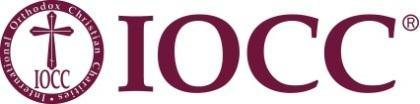 International Orthodox Christian Charities
IOCC
IOCC®